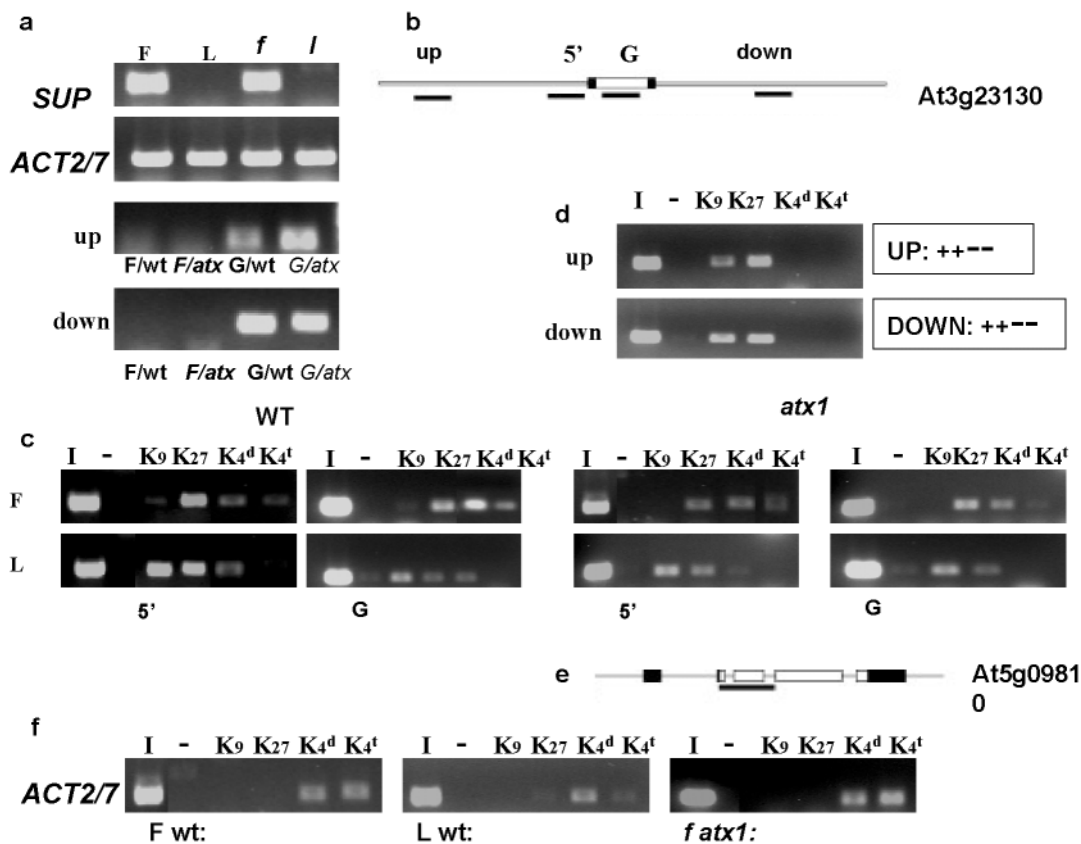 a
F L f l
SUP
ACT2/7
up
F/wt F/atx G/wt G/atx
down
F/wt F/atx G/wt G/atx
b
up 5' G down
At3g23130
d
I - K9 K27 K4d K4t
up
UP: ++--
down
DOWN: ++--
WT
atx1
c
I - K9 K27 K4d K4t
I - K9 K27 K4d K4t
I - K9 K27 K4d K4t
I - K9 K27 K4d K4t
F
L
5' G 5' G
e
At5g0981
0
f
I - K9 K27 K4d K4t
I - K9 K27 K4d K4t
I - K9 K27 K4d K4t
ACT2/7
F wt: L wt: f atx1: